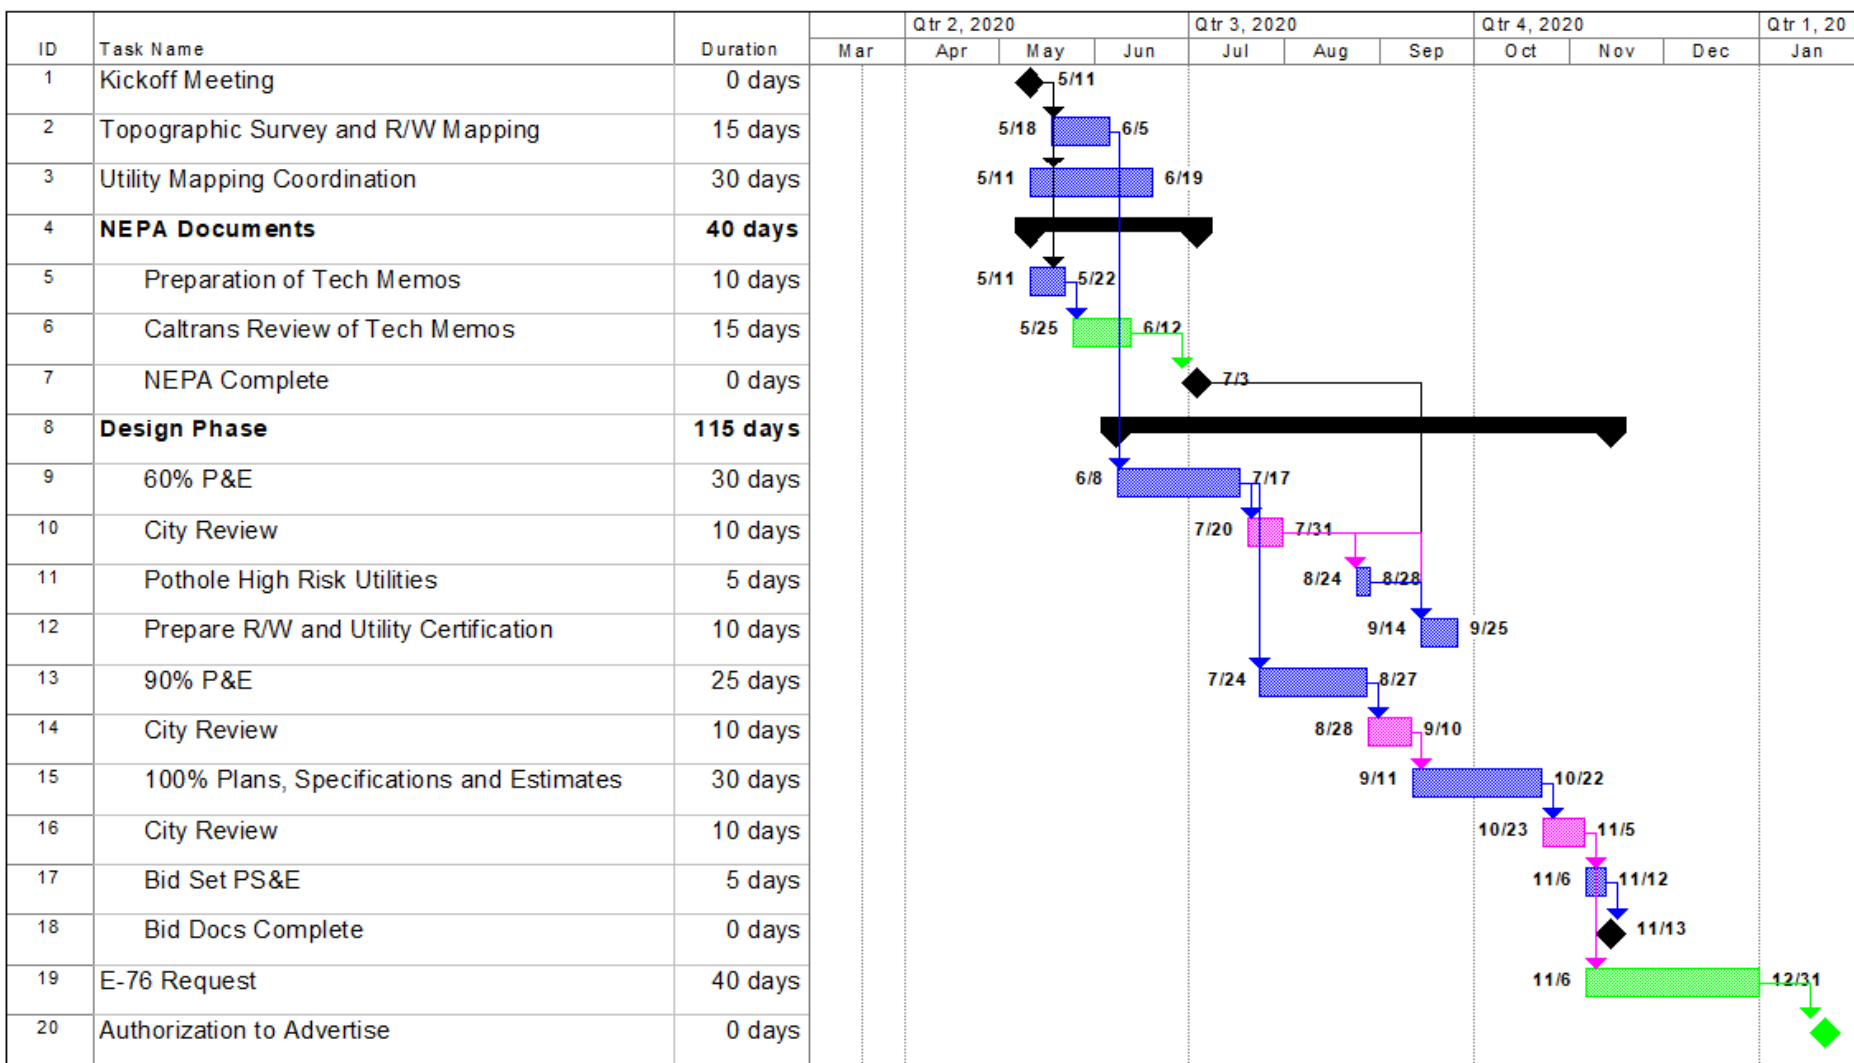 Qtr 2, 2020 Qtr 3, 2020 Qtr 4, 2020 Qtr 1, 20
ID Task Name Duration Mar Apr May Jun Jul Aug Sep Oct Nov Dec Jan
1 Kickoff Meeting 0 days 5/11
2 Topographic Survey and R/W Mapping 15 days 5/18 6/5
3 Utility Mapping Coordination 30 days 5/11 6/19
4 NEPA Documents 40 days
5 Preparation of Tech Memos 10 days 5/11 5/22
6 Caltrans Review of Tech Memos 15 days 5/25 6/12
7 NEPA Complete 0 days 7/3
8 Design Phase 115 days
9 60% P&E 30 days 6/8 7/17
10 City Review 10 days 7/20 7/31
11 Pothole High Risk Utilities 5 days 8/24 8/28
12 Prepare R/W and Utility Certification 10 days 9/14 9/25
13 90% P&E 25 days 7/24 8/27
14 City Review 10 days 8/28 9/10
15 100% Plans, Specifications and Estimates 30 days 9/11 10/22
16 City Review 10 days 10/23 11/5
17 Bid Set PS&E 5 days 11/6 11/12
18 Bid Docs Complete 0 days 11/13
19 E-76 Request 40 days 11/6 12/31
20 Authorization to Advertise 0 days